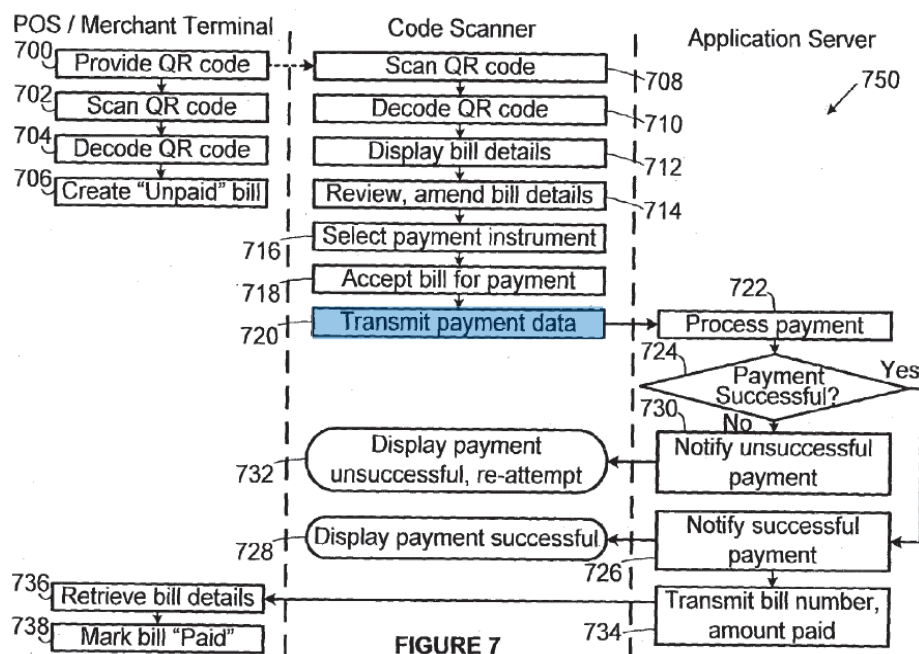 POS / Merchant Terminal
Code Scanner
Application Server
700
Provide QR code
Scan QR code
708
750
702
Scan QR code
Decode QR code
710
704
Decode QR code
Display bill details
712
706
Create “Unpaid” bill
Review, amend bill details
714
716
Select payment instrument
718
Accept bill for payment
722
720
Transmit payment data
Process payment
724
Payment
Successful?
Yes
No
730
732
Display payment
unsuccessful, re-attempt
Notify unsuccessful
payment
728
Display payment successful
Notify successful
payment
726
736
Retrieve bill details
Transmit bill number,
amount paid
734
738
Mark bill “Paid”
FIGURE 7